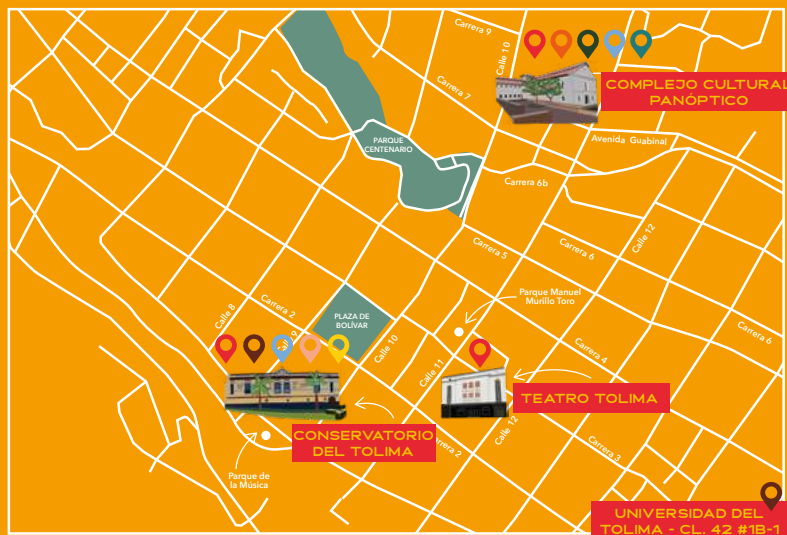 Carrera 9
Calle 10
Carrera 7
COMPLEJO CULTURAL
PANÓPTICO
PARQUE
CENTENARIO
Avenida Guabinal
Carrera 6b
Calle 12
Carrera 5
Carrera 6
Parque Manuel
Murillo Toro
Calle 8
Carrera 2
PLAZA DE
BOLÍVAR
Calle 9
Calle 10
Carrera 6
Carrera 4
Calle 11
TEATRO TOLIMA
Calle 12
CONSERVATORIO
DEL TOLIMA
Carrera 2
Carrera 3
Parque de
la Música
UNIVERSIDAD DEL
TOLIMA - CL. 42 #1B-1